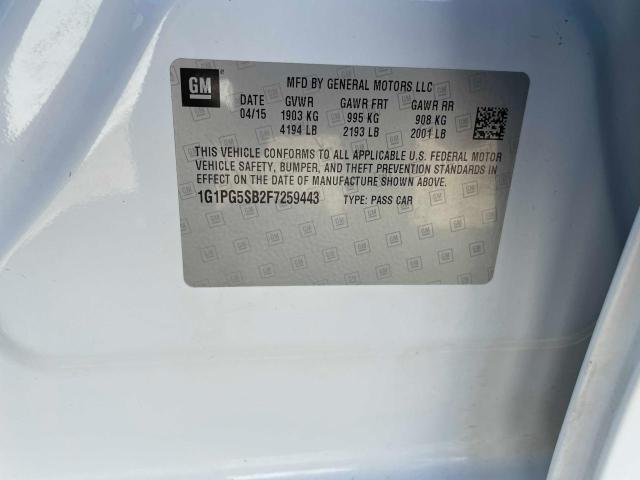 GM
MFD BY GENERAL MOTORS LLC
DATE GVWR GAWR FRT GAWR RR
04/15 1903 KG 995 KG 908 KG
4194 LB 2193 LB 2001 LB
THIS VEHICLE CONFORMS TO ALL APPLICABLE U.S. FEDERAL MOTOR
VEHICLE SAFETY, BUMPER, AND THEFT PREVENTION STANDARDS IN
EFFECT ON THE DATE OF MANUFACTURE SHOWN ABOVE.
1G1PG5SB2F7259443 TYPE: PASS CAR